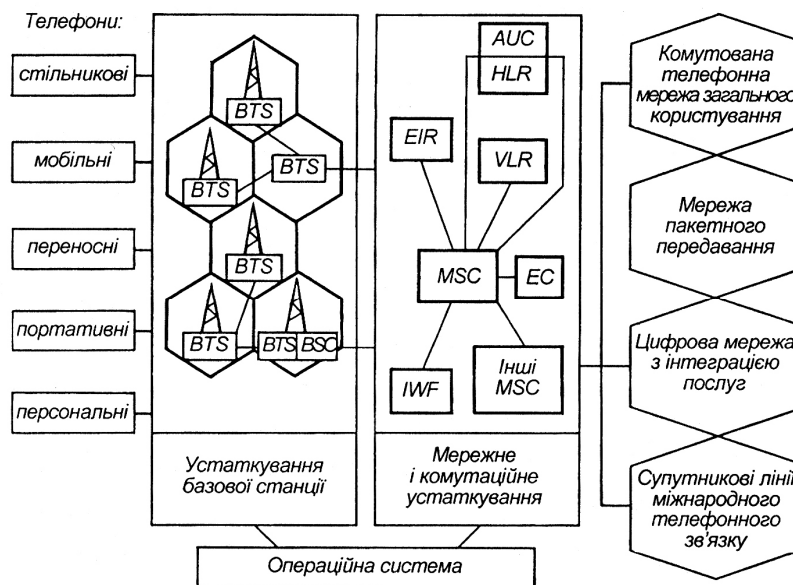 Телефони:
стільникові
мобільні
переносні
портативні
персональні
BTS
BTS
BTS
BTS
BTS
BTS
BSC
Устаткування
базової станції
AUC
HLR
EIR
VLR
MSC
EC
IWF
Інші
MSC
Мережне
і комутаційне
устаткування
Комутована
телефонна
мережа загального
користування
Мережа
пакетного
передавання
Цифрова мережа
з інтеграцією
послуг
Супутникові лінії
міжнародного
телефонного
зв'язку
Операційна система